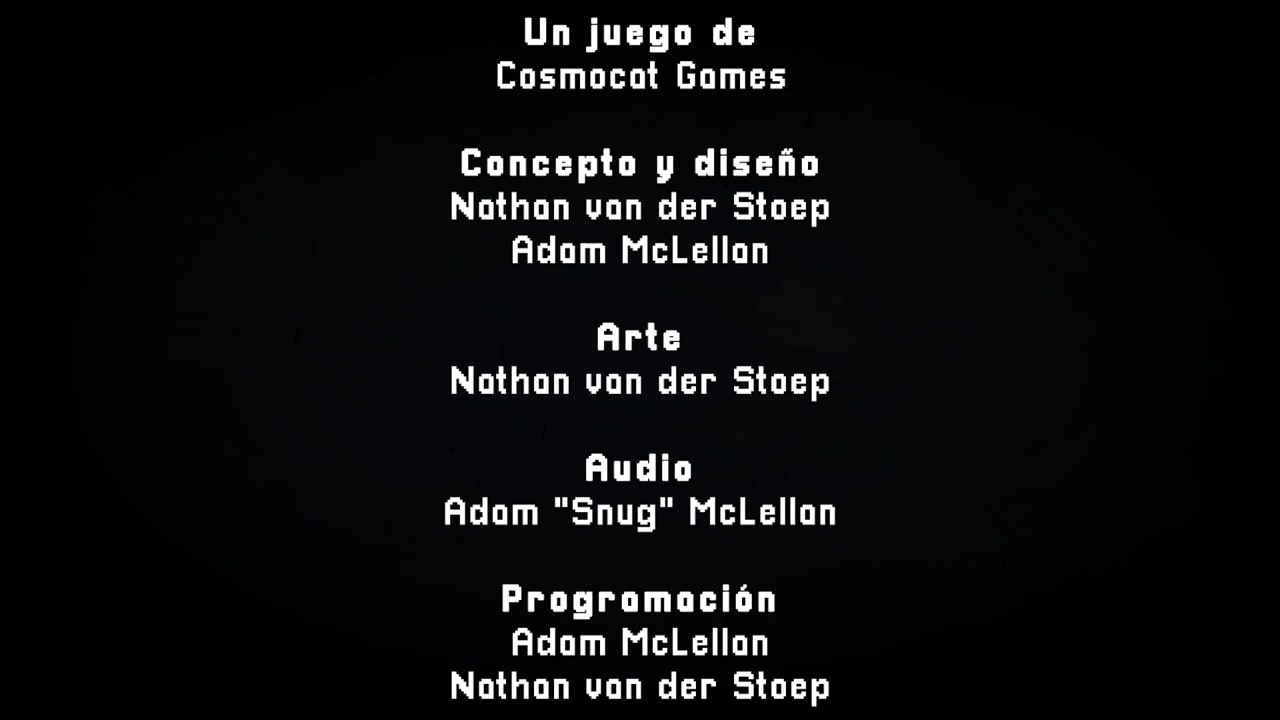 Un juego de
Cosmocat Games
Concepto y diseño
Nathan van der Stoep
Adam McLellan
Arte
Nathan van der Stoep
Audio
Adam "Snug" McLellan
Programación
Adam McLellan
Nathan van der Stoep